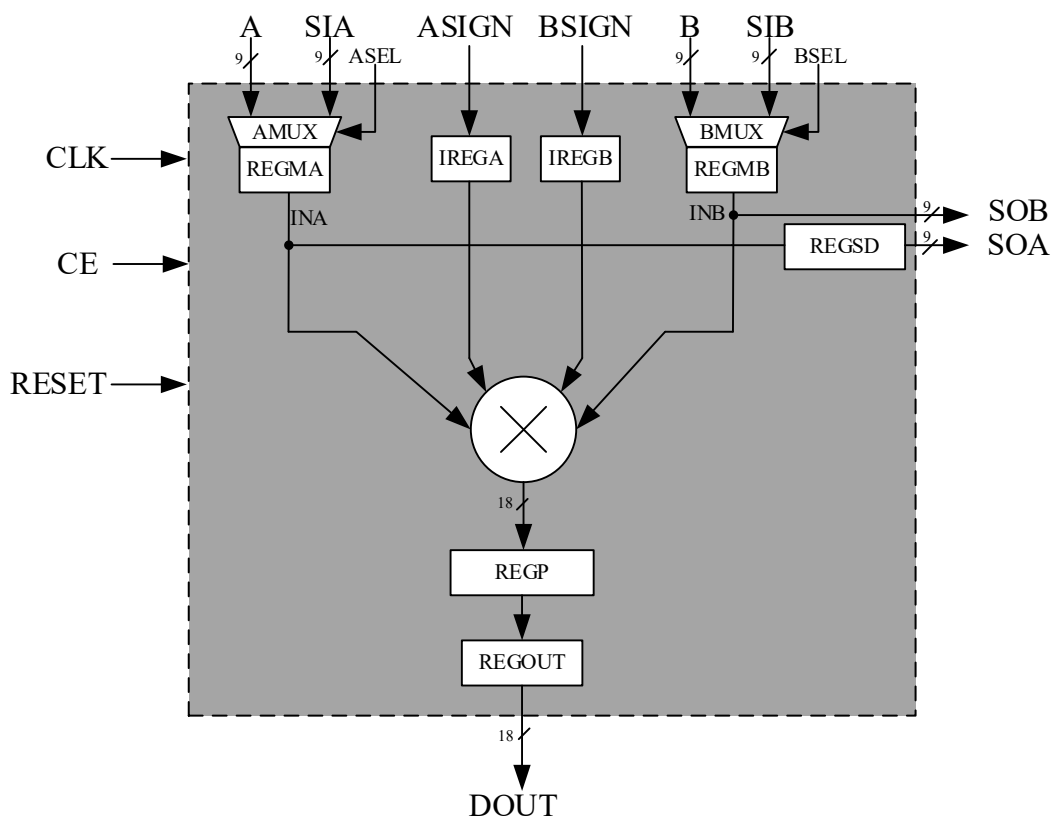 A SIA ASIGN BSIGN B SIB
9 9 ASEL 9 9 BSEL
AMUX BMUX
CLK REGMA IREGA IREGB REGMB
INA INB 9 SOB
CE REGSD 9 SOA
RESET
18
REGP
REGOUT
18
DOUT